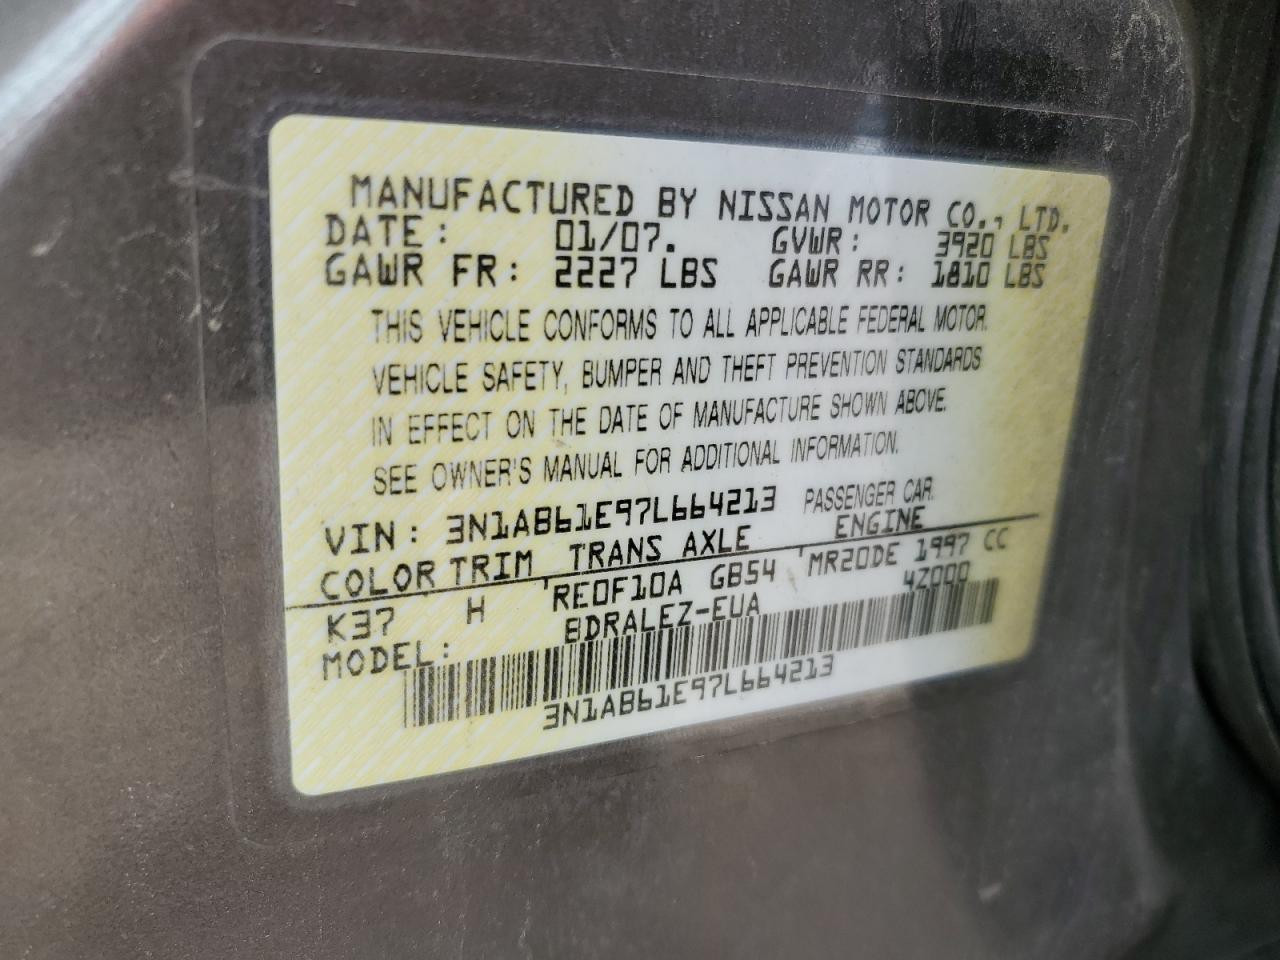 MANUFACTURED BY NISSAN MOTOR CO., LTD.
DATE: 01/07. GVWR: 3920 LBS
GAWR FR: 2227 LBS GAWR RR: 1810 LBS
THIS VEHICLE CONFORMS TO ALL APPLICABLE FEDERAL MOTOR
VEHICLE SAFETY, BUMPER AND THEFT PREVENTION STANDARDS
IN EFFECT ON THE DATE OF MANUFACTURE SHOWN ABOVE.
SEE OWNER'S MANUAL FOR ADDITIONAL INFORMATION.
VIN: 3N1AB61E97L664213 PASSENGER CAR.
COLOR TRIM TRANS AXLE ENGINE
K37 H RE0F10A GB54 MR20DE 1997 CC
MODEL: BDRALEZ-EUA 4Z000
3N1AB61E97L664213